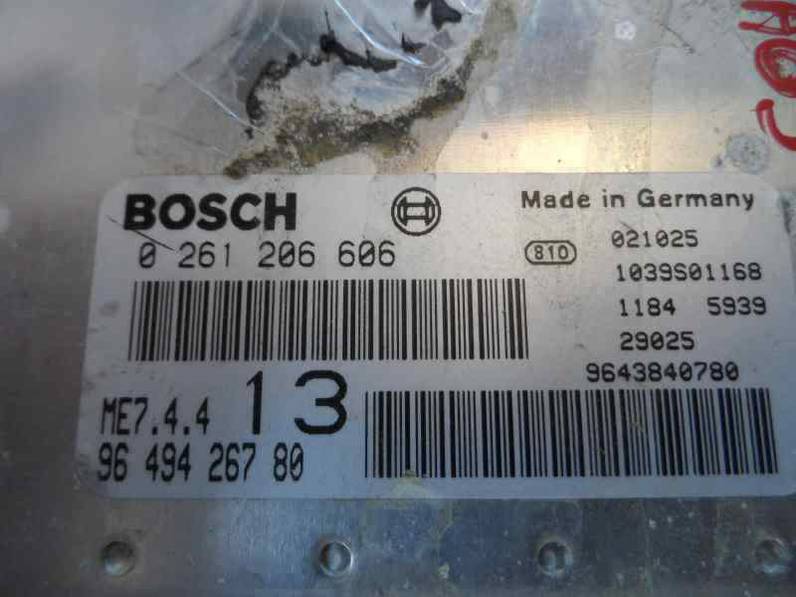 BOSCH
Made in Germany
0 261 206 606
810
021025
1039S01168
1184 5939
29025
9643840780
ME7.4.4 13
96 494 267 80